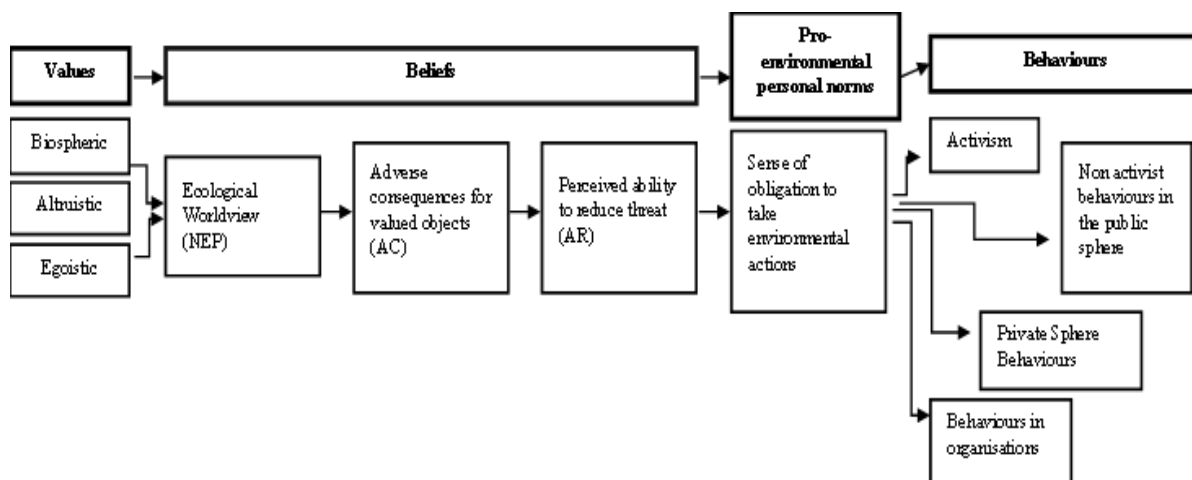 Values
Beliefs
Pro-
environmental
personal norms
Behaviours
Biospheric
Altruistic
Egoistic
Ecological
Worldview
(NEP)
Adverse
consequences for
valued objects
(AC)
Perceived ability
to reduce threat
(AR)
Sense of
obligation to
take
environmental
actions
Activism
Non activist
behaviours in
the public
sphere
Private Sphere
Behaviours
Behaviours in
organisations